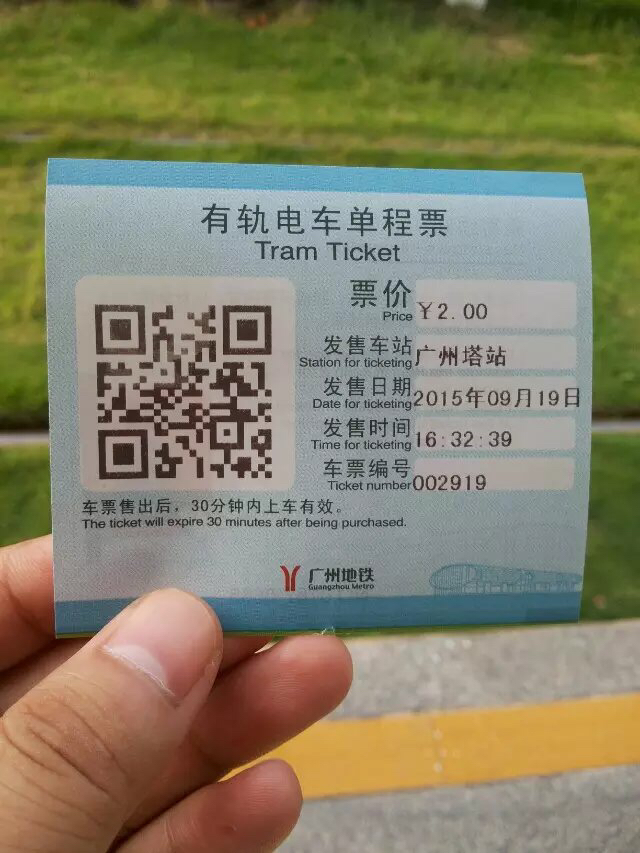 有轨电车单程票
Tram Ticket
票价
Price
￥2.00
发售车站
Station for ticketing
广州塔站
发售日期
Date for ticketing
2015年09月19日
发售时间
Time for ticketing
16:32:39
车票编号
Ticket number
002919
车票售出后，30分钟内上车有效。
The ticket will expire 30 minutes after being purchased.
广州地铁
Guangzhou Metro